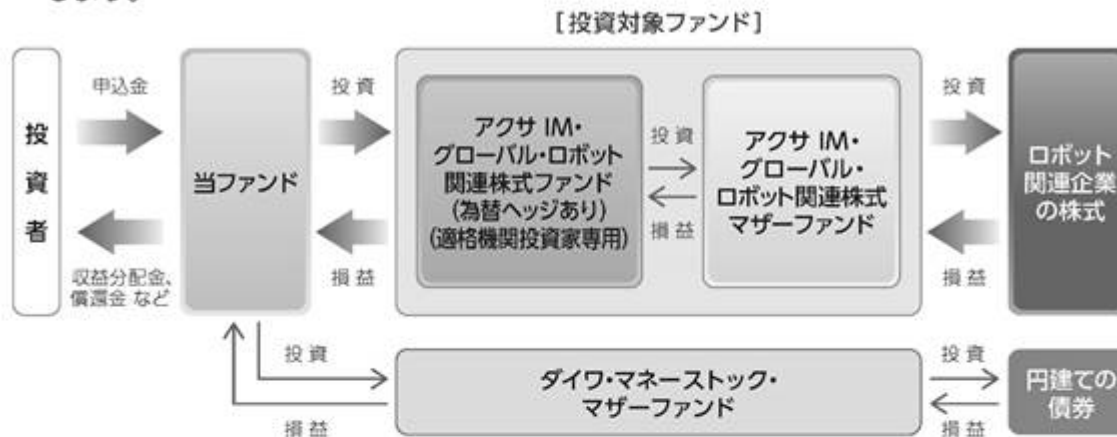 [投資対象ファンド]
投資者
申込金
収益分配金、
償還金 など
当ファンド
投資
損益
アクサ IM・
グローバル・ロボット
関連株式ファンド
(為替ヘッジあり)
(適格機関投資家専用)
投資
損益
アクサ IM・
グローバル・
ロボット関連株式
マザーファンド
投資
損益
ロボット
関連企業
の株式
投資
損益
ダイワ・マネーストック・
マザーファンド
投資
損益
円建ての
債券